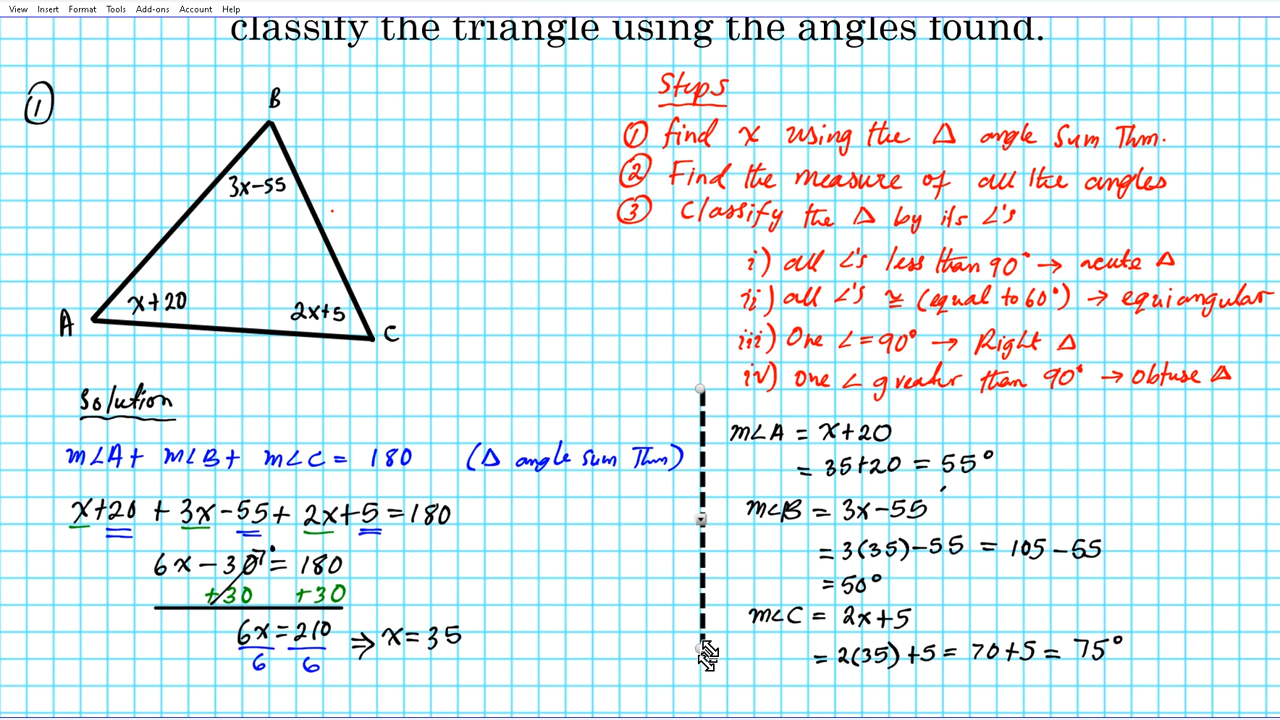 View Insert Format Tools Add-ons Account Help
classify the triangle using the angles found.
①
B
3x-55
A
x+20
2x+5
C
Steps
① find x using the Δ angle Sum Thm.
② Find the measure of all the angles
③ Classify the Δ by its ∠'s
i) all ∠'s less than 90° → acute Δ
ii) all ∠'s ≅ (equal to 60°) → equiangular
iii) One ∠ = 90° → Right Δ
iv) One ∠ greater than 90° → obtuse Δ
Solution
m∠A + m∠B + m∠C = 180 (Δ angle sum Thm)
x+20 + 3x-55 + 2x+5 = 180
6x - 30 = 180
+30 +30
6x = 210 ⇒ x = 35
6 6
m∠A = x+20
= 35+20 = 55°
m∠B = 3x-55
= 3(35)-55 = 105-55
= 50°
m∠C = 2x+5
= 2(35)+5 = 70+5 = 75°